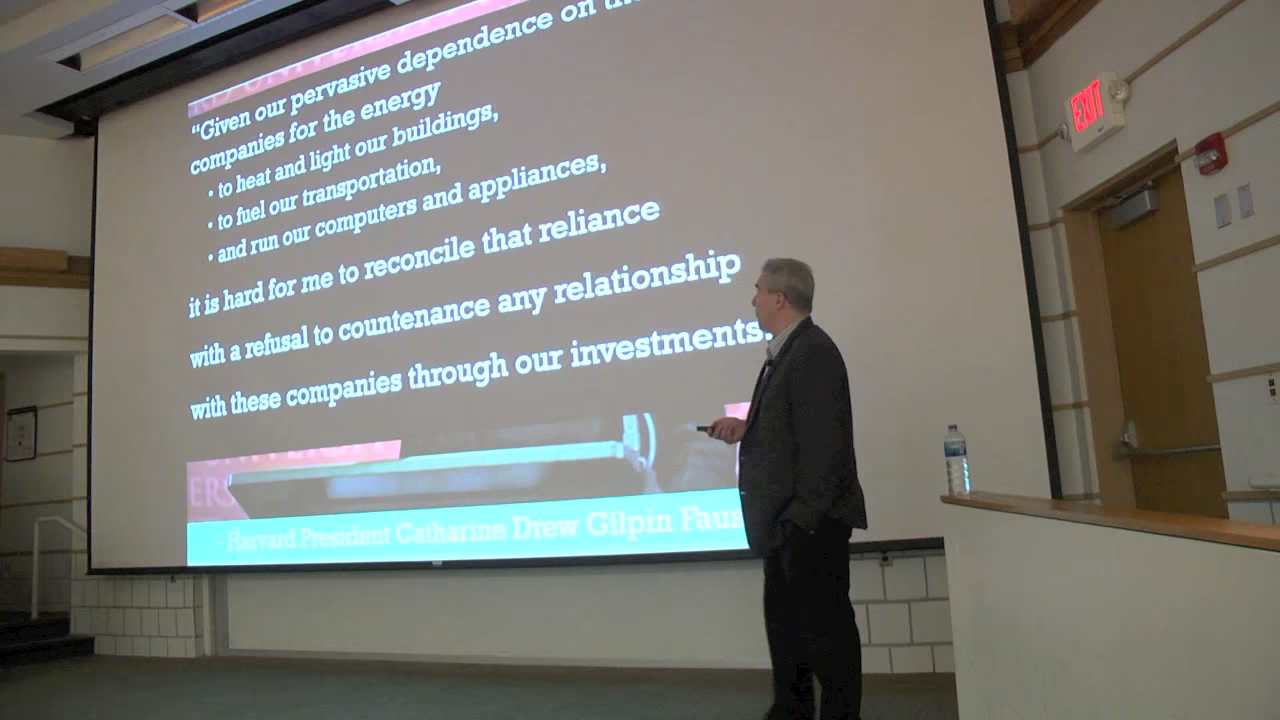 “Given our pervasive dependence on
companies for the energy
• to heat and light our buildings,
• to fuel our transportation,
• and run our computers and appliances,
it is hard for me to reconcile that reliance
with a refusal to countenance any relationship
with these companies through our investments.
- Harvard President Catharine Drew Gilpin
EXIT